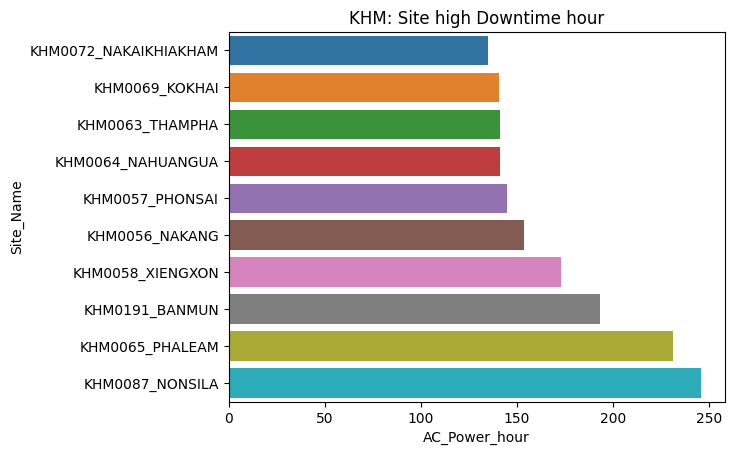 KHM: Site high Downtime hour
Site_Name
KHM0072_NAKAIKHIAKHAM
KHM0069_KOKHAI
KHM0063_THAMPHA
KHM0064_NAHUANGUA
KHM0057_PHONSAI
KHM0056_NAKANG
KHM0058_XIENGXON
KHM0191_BANMUN
KHM0065_PHALEAM
KHM0087_NONSILA
0 50 100 150 200 250
AC_Power_hour